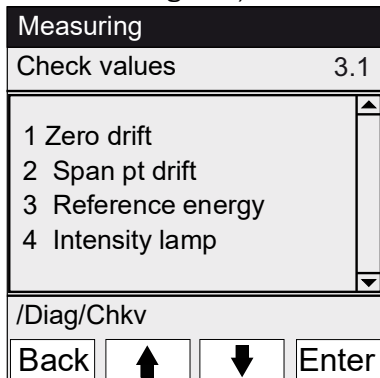 Measuring
Check values 3.1
1 Zero drift
2 Span pt drift
3 Reference energy
4 Intensity lamp
/Diag/Chkv
Back Enter